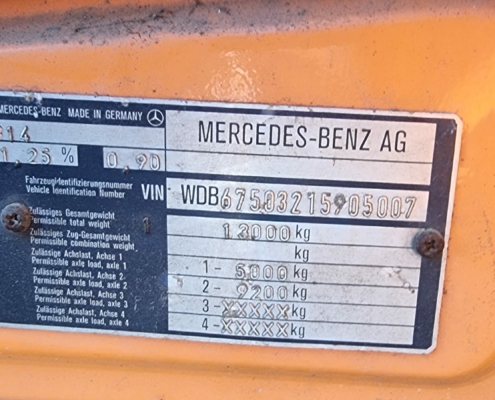 MERCEDES-BENZ MADE IN GERMANY
MERCEDES-BENZ AG
814
1,25 % 0,90
Fahrzeug-Identifizierungsnummer
Vehicle Identification Number
VIN WDB67503215905007
Zulässiges Gesamtgewicht
Permissible total weight
1 13000 kg
Zulässiges Zug-Gesamtgewicht
Permissible combination weight
kg
Zulässige Achslast, Achse 1
Permissible axle load, axle 1
1 - 5000 kg
Zulässige Achslast, Achse 2
Permissible axle load, axle 2
2 - 9200 kg
Zulässige Achslast, Achse 3
Permissible axle load, axle 3
3 - XXXXX kg
Zulässige Achslast, Achse 4
Permissible axle load, axle 4
4 - XXXXX kg